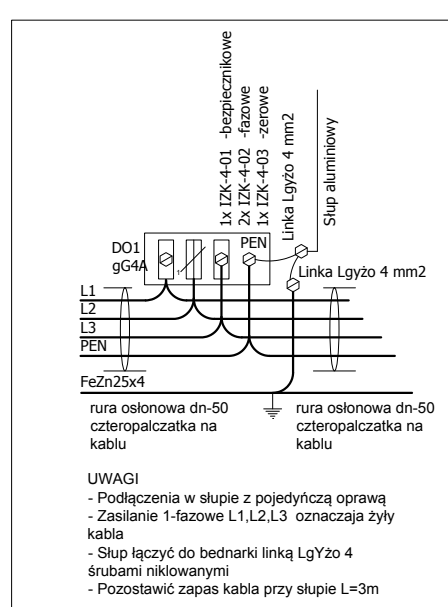 1x IZK-4-01 -bezpiecznikowe
2x IZK-4-02 -fazowe
1x IZK-4-03 -zerowe
Linka Lgyżo 4 mm2
Słup aluminiowy
DO1
gG4A
PEN
Linka Lgyżo 4 mm2
L1
L2
L3
PEN
FeZn25x4
rura osłonowa dn-50
czteropalczatka na
kablu
rura osłonowa dn-50
czteropalczatka na
kablu
UWAGI
- Podłączenia w słupie z pojedyńczą oprawą
- Zasilanie 1-fazowe L1,L2,L3 oznaczaja żyły
kabla
- Słup łączyć do bednarki linką LgYżo 4
śrubami niklowanymi
- Pozostawić zapas kabla przy słupie L=3m